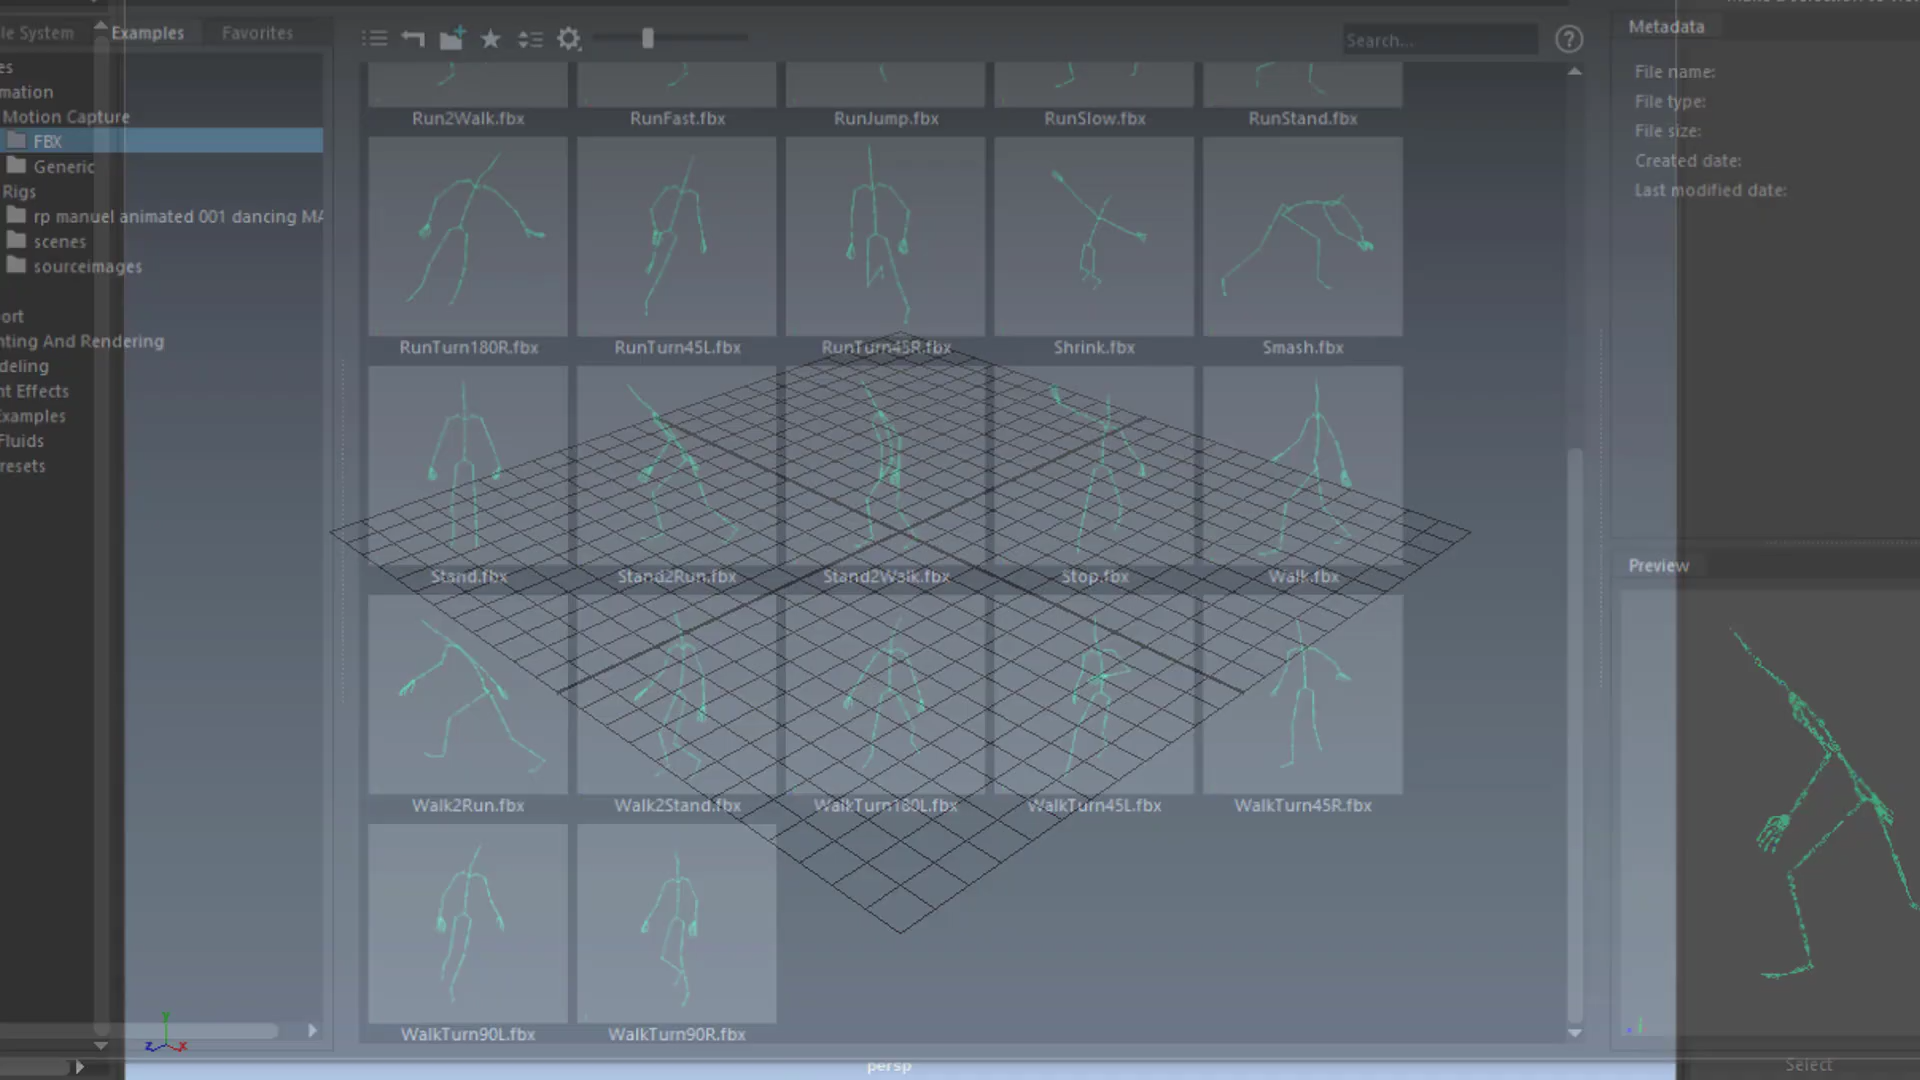 le System
Examples
Favorites
Search...
Metadata
File name:
File type:
File size:
Created date:
Last modified date:
es
mation
Motion Capture
FBX
Generic
Rigs
rp manuel animated 001 dancing MA
scenes
sourceimages
ort
nting And Rendering
deling
nt Effects
Examples
Fluids
resets
Run2Walk.fbx
RunFast.fbx
RunJump.fbx
RunSlow.fbx
RunStand.fbx
RunTurn180R.fbx
RunTurn45L.fbx
RunTurn45R.fbx
Shrink.fbx
Smash.fbx
Stand.fbx
Stand2Run.fbx
Stand2Walk.fbx
Stop.fbx
Walk.fbx
Walk2Run.fbx
Walk2Stand.fbx
WalkTurn180L.fbx
WalkTurn45L.fbx
WalkTurn45R.fbx
WalkTurn90L.fbx
WalkTurn90R.fbx
Preview
y
z
x
persp
Select